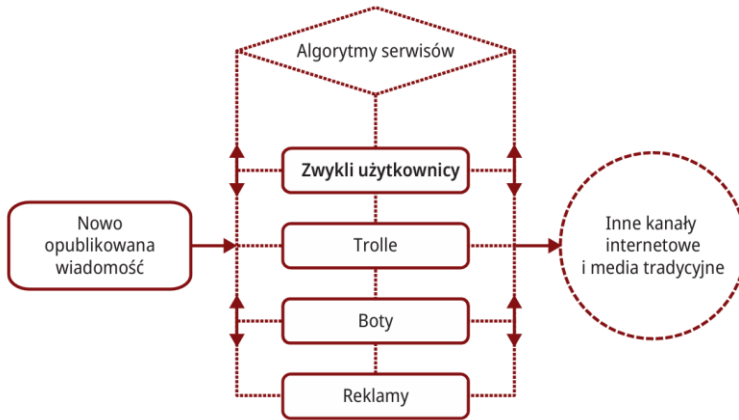 Algorytmy serwisów
Zwykli użytkownicy
Nowo
opublikowana
wiadomość
Trolle
Inne kanały
internetowe
i media tradycyjne
Boty
Reklamy